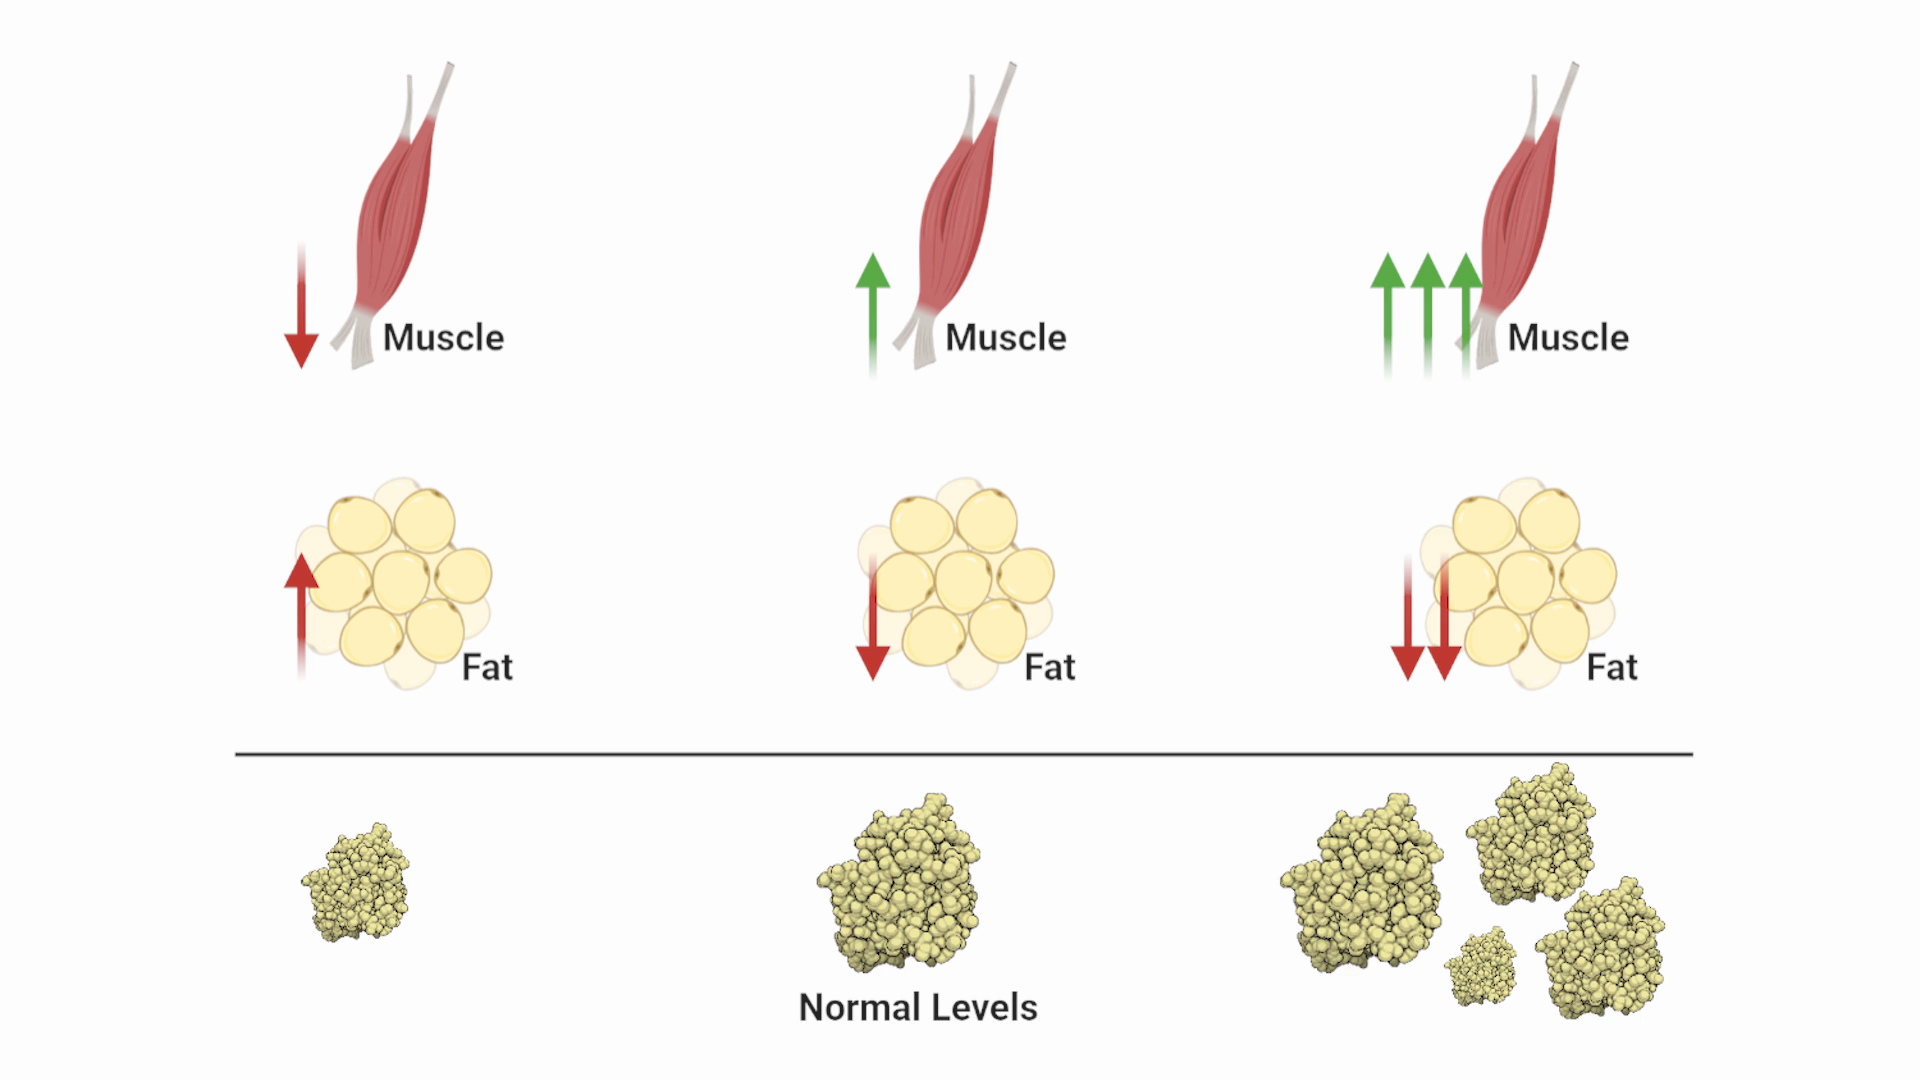 Muscle
Muscle
Muscle
Fat
Fat
Fat
Normal Levels